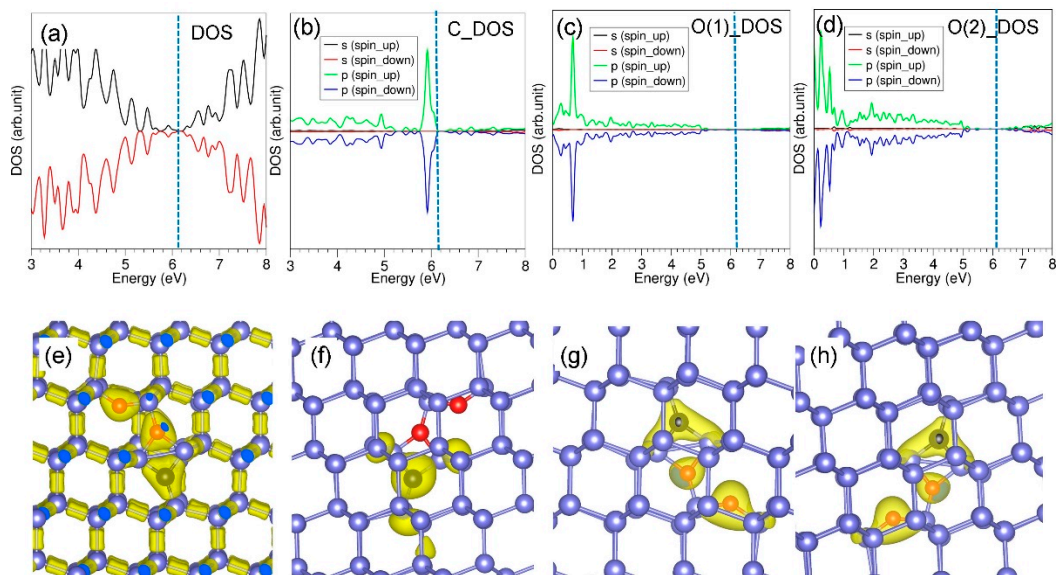 (a) DOS
DOS (arb.unit)
3 4 5 6 7 8
Energy (eV)
(b) C_DOS
s (spin_up)
s (spin_down)
p (spin_up)
p (spin_down)
DOS (arb.unit)
3 4 5 6 7 8
Energy (eV)
(c) O(1)_DOS
s (spin_up)
s (spin_down)
p (spin_up)
p (spin_down)
DOS (arb.unit)
0 1 2 3 4 5 6 7 8
Energy (eV)
(d) O(2)_DOS
s (spin_up)
s (spin_down)
p (spin_up)
p (spin_down)
DOS (arb.unit)
0 1 2 3 4 5 6 7 8
Energy (eV)
(e)
(f)
(g)
(h)